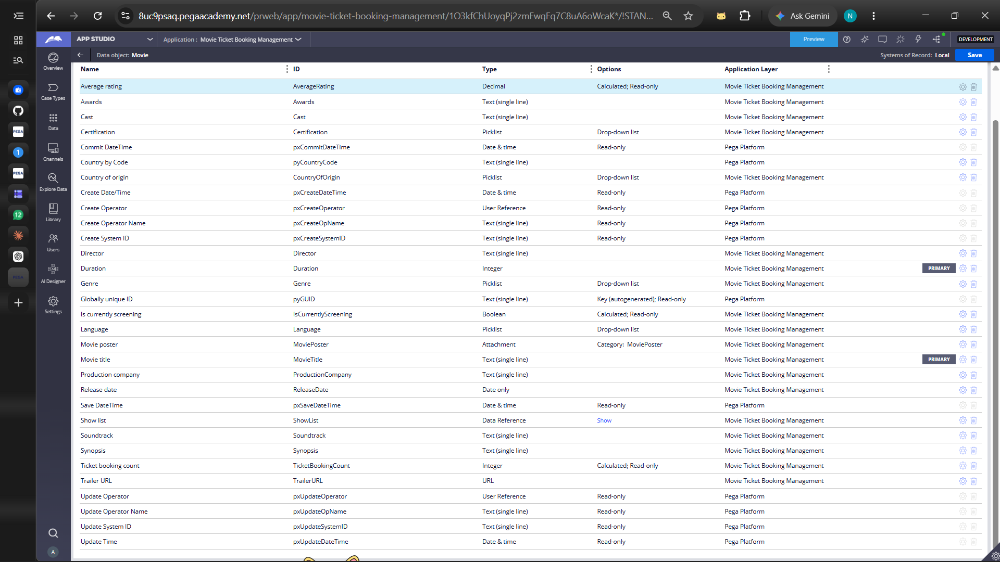 8uc9psaq.pegaacademy.net/prweb/app/movie-ticket-booking-management/1O3kfChUoyqPj2zmFwqFq7C8uA6oWcaK*/!STAN...
Ask Gemini
N
APP STUDIO
Application : Movie Ticket Booking Management
Preview
DEVELOPMENT
Data object: Movie
Systems of Record: Local
Save
PEGA
1
PEGA
12
PEGA
Overview
Case Types
Data
Channels
Explore Data
Library
Users
AI
AI Designer
Settings
A
Name ID Type Options Application Layer
Average rating AverageRating Decimal Calculated; Read-only Movie Ticket Booking Management
Awards Awards Text (single line) Movie Ticket Booking Management
Cast Cast Text (single line) Movie Ticket Booking Management
Certification Certification Picklist Drop-down list Movie Ticket Booking Management
Commit DateTime pxCommitDateTime Date & time Read-only Pega Platform
Country by Code pyCountryCode Text (single line) Pega Platform
Country of origin CountryOfOrigin Picklist Drop-down list Movie Ticket Booking Management
Create Date/Time pxCreateDateTime Date & time Read-only Pega Platform
Create Operator pxCreateOperator User Reference Read-only Pega Platform
Create Operator Name pxCreateOpName Text (single line) Read-only Pega Platform
Create System ID pxCreateSystemID Text (single line) Read-only Pega Platform
Director Director Text (single line) Movie Ticket Booking Management
Duration Duration Integer Movie Ticket Booking Management PRIMARY
Genre Genre Picklist Drop-down list Movie Ticket Booking Management
Globally unique ID pyGUID Text (single line) Key (autogenerated); Read-only Pega Platform
Is currently screening IsCurrentlyScreening Boolean Calculated; Read-only Movie Ticket Booking Management
Language Language Picklist Drop-down list Movie Ticket Booking Management
Movie poster MoviePoster Attachment Category: MoviePoster Movie Ticket Booking Management
Movie title MovieTitle Text (single line) Movie Ticket Booking Management PRIMARY
Production company ProductionCompany Text (single line) Movie Ticket Booking Management
Release date ReleaseDate Date only Movie Ticket Booking Management
Save DateTime pxSaveDateTime Date & time Read-only Pega Platform
Show list ShowList Data Reference Show Movie Ticket Booking Management
Soundtrack Soundtrack Text (single line) Movie Ticket Booking Management
Synopsis Synopsis Text (single line) Movie Ticket Booking Management
Ticket booking count TicketBookingCount Integer Calculated; Read-only Movie Ticket Booking Management
Trailer URL TrailerURL URL Movie Ticket Booking Management
Update Operator pxUpdateOperator User Reference Read-only Pega Platform
Update Operator Name pxUpdateOpName Text (single line) Read-only Pega Platform
Update System ID pxUpdateSystemID Text (single line) Read-only Pega Platform
Update Time pxUpdateDateTime Date & time Read-only Pega Platform